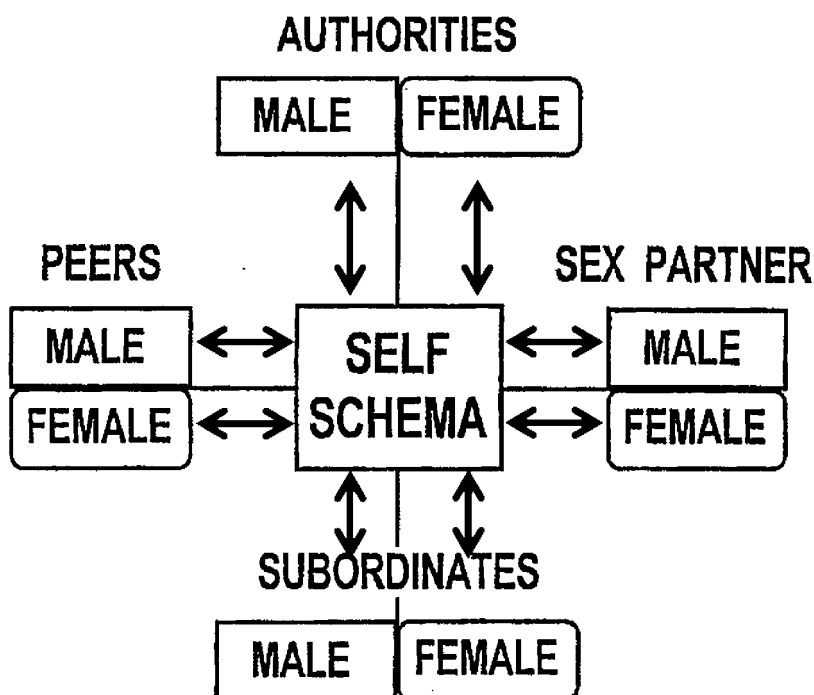 AUTHORITIES
MALE FEMALE
PEERS
SEX PARTNER
MALE
FEMALE
SELF
SCHEMA
MALE
FEMALE
SUBORDINATES
MALE FEMALE